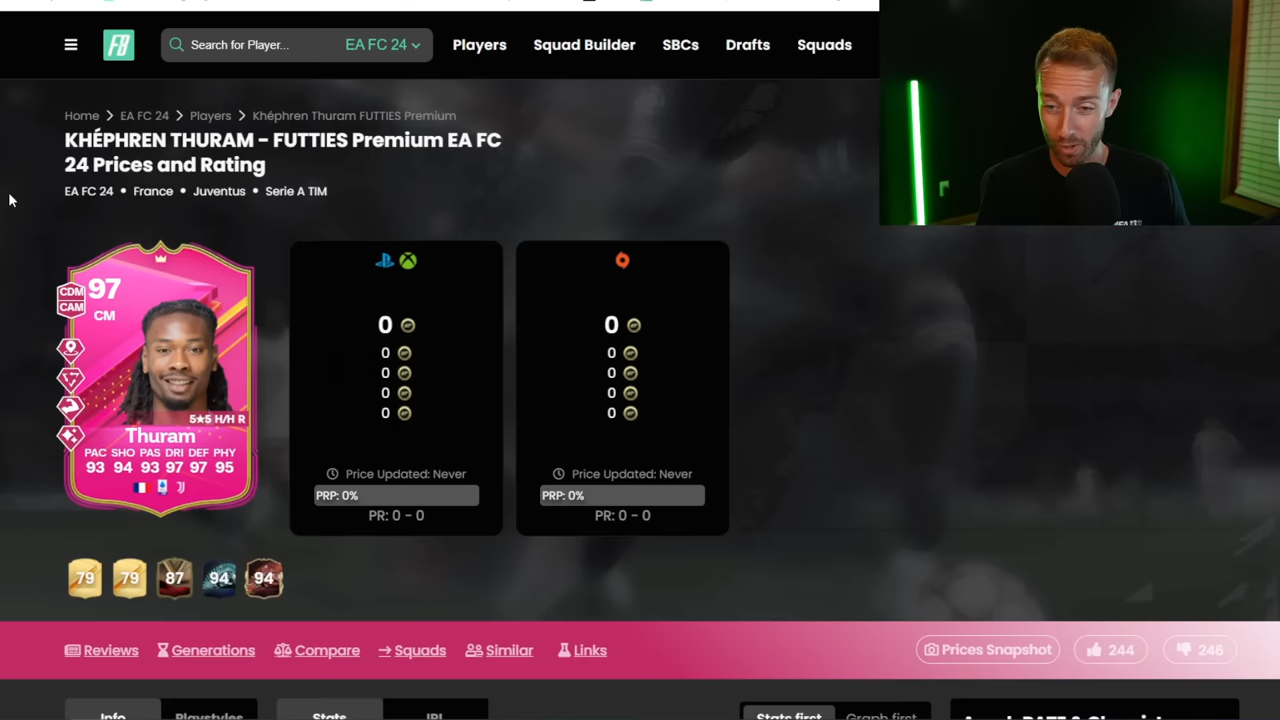 FB
Search for Player...
EA FC 24
Players
Squad Builder
SBCs
Drafts
Squads
Home > EA FC 24 > Players > Khéphren Thuram FUTTIES Premium
KHÉPHREN THURAM - FUTTIES Premium EA FC
24 Prices and Rating
EA FC 24 • France • Juventus • Serie A TIM
97
CM
CDM
CAM
5★5 H/H R
Thuram
PAC SHO PAS DRI DEF PHY
93 94 93 97 97 95
0
0
0
0
0
Price Updated: Never
PRP: 0%
PR: 0 - 0
0
0
0
0
0
Price Updated: Never
PRP: 0%
PR: 0 - 0
79 79 87 94 94
Reviews
Generations
Compare
Squads
Similar
Links
Prices Snapshot
244
246
Info
Playstyles
Stats
Stats first
Graph first